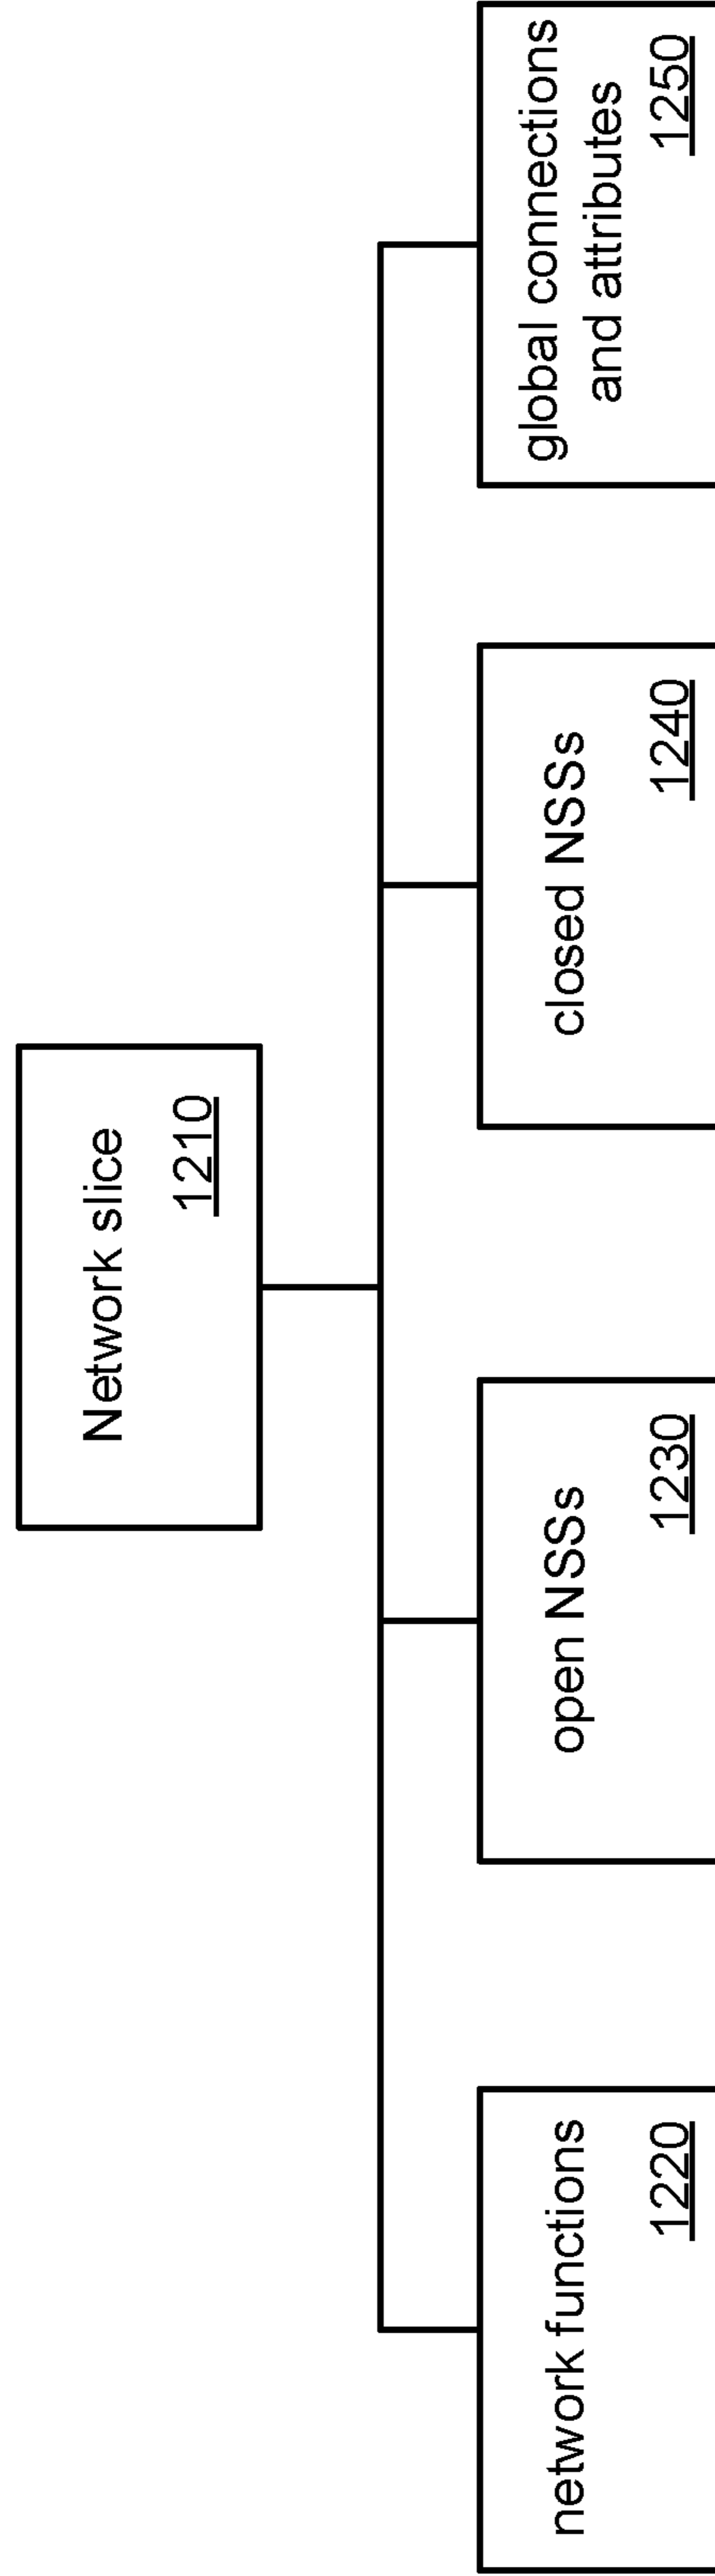 Network slice
1210
network functions
1220
open NSSs
1230
closed NSSs
1240
global connections
and attributes
1250